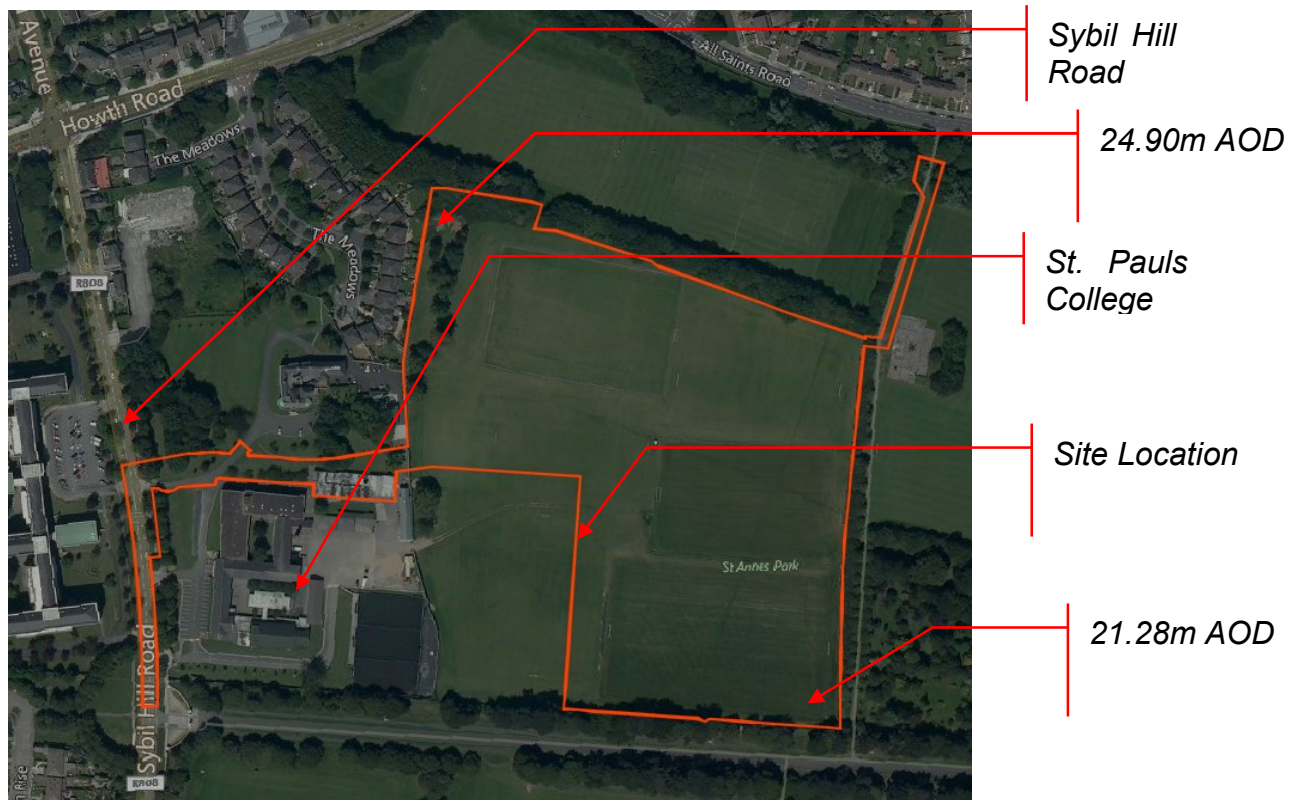 Avenue
Howth Road
The Meadows
All Saints Road
The Meadows
R808
St Annes Park
Sybil Hill Road
R808
n Rise
Sybil Hill
Road
24.90m AOD
St. Pauls
College
Site Location
21.28m AOD